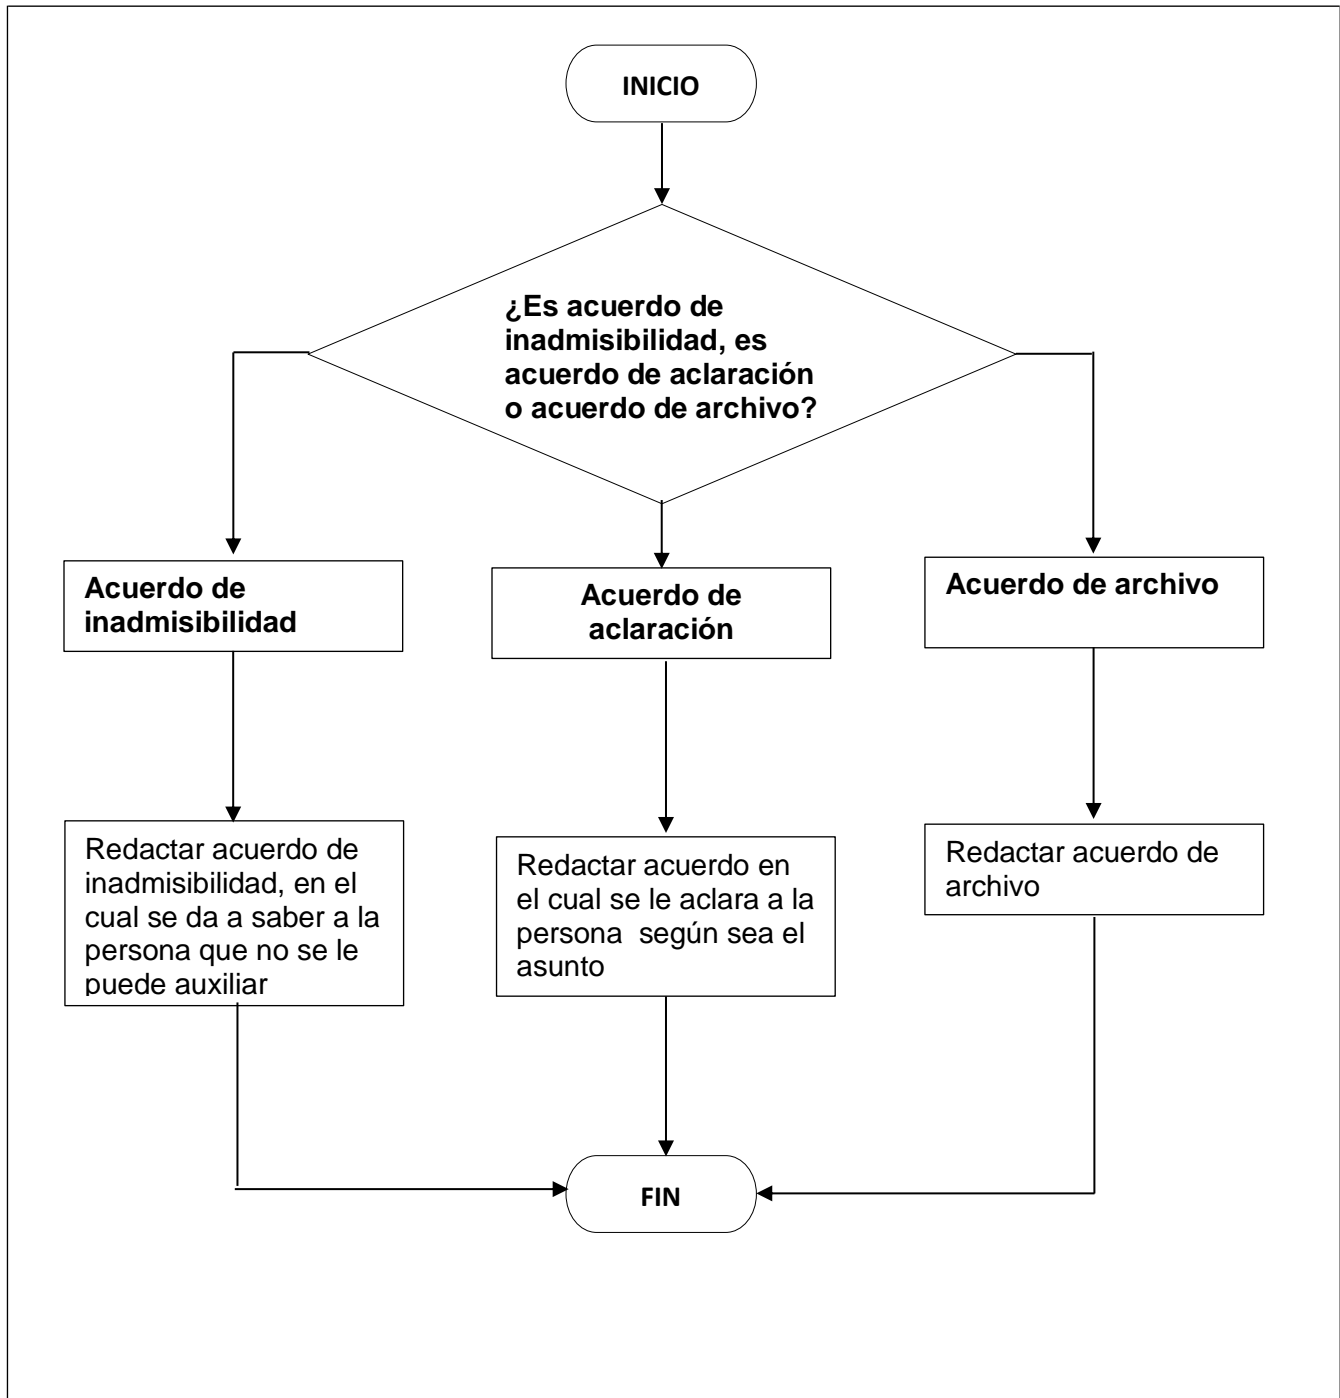 INICIO
¿Es acuerdo de
inadmisibilidad, es
acuerdo de aclaración
o acuerdo de archivo?
Acuerdo de
inadmisibilidad
Acuerdo de
aclaración
Acuerdo de archivo
Redactar acuerdo de
inadmisibilidad, en el
cual se da a saber a la
persona que no se le
puede auxiliar
Redactar acuerdo en
el cual se le aclara a la
persona según sea el
asunto
Redactar acuerdo de
archivo
FIN